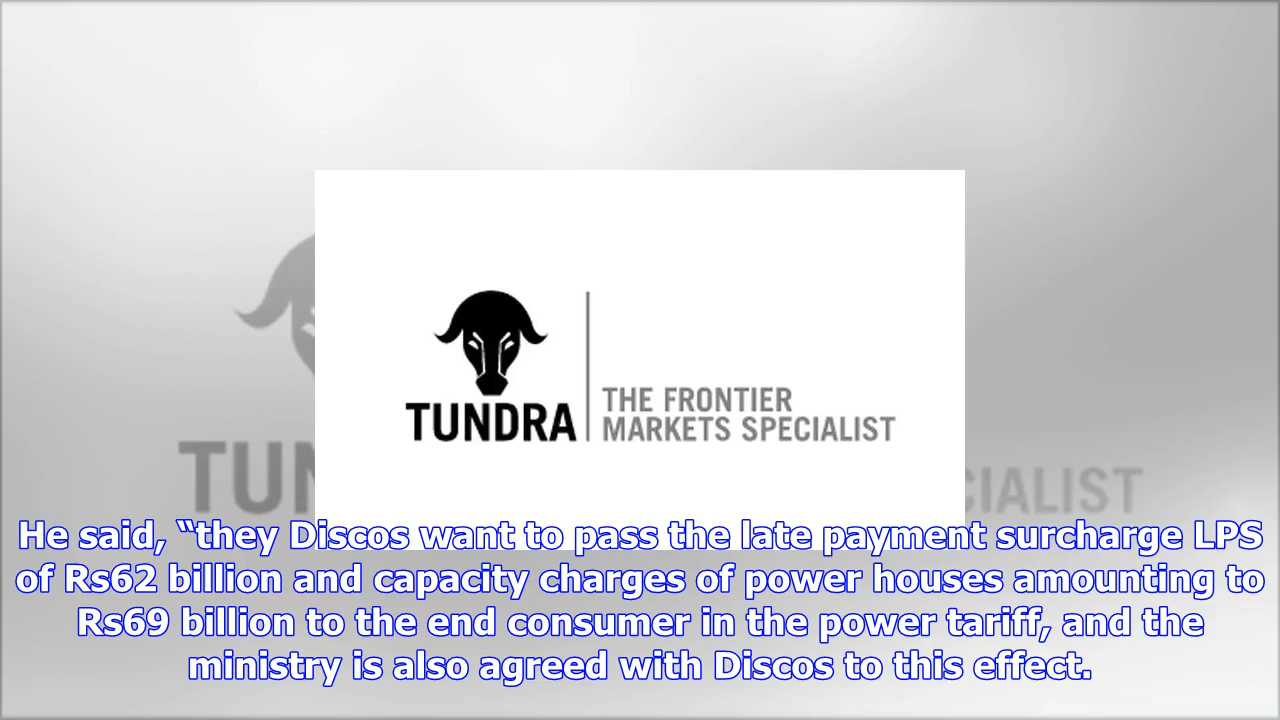 TUNDRA
THE FRONTIER
MARKETS SPECIALIST
TUN
CIALIST
He said, “they Discos want to pass the late payment surcharge LPS
of Rs62 billion and capacity charges of power houses amounting to
Rs69 billion to the end consumer in the power tariff, and the
ministry is also agreed with Discos to this effect.